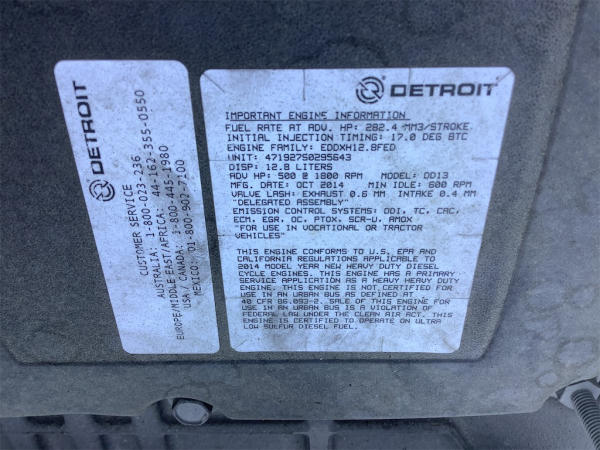 DETROIT
CUSTOMER SERVICE
AUSTRALIA: 1-800-023-236
EUROPE/MIDDLE EAST/AFRICA: 44-162-355-0550
USA / CANADA: 1-800-445-1980
MEXICO: 01-800-907-7100
DETROIT
IMPORTANT ENGINE INFORMATION
FUEL RATE AT ADV. HP: 282.4 MM3/STROKE
INITIAL INJECTION TIMING: 17.0 DEG BTC
ENGINE FAMILY: EDDXH12.8FED
UNIT: 471927S0295643
DISP: 12.8 LITERS
ADV HP: 500 @ 1800 RPM MODEL: DD13
MFG. DATE: OCT 2014 MIN IDLE: 600 RPM
VALVE LASH: EXHAUST 0.6 MM INTAKE 0.4 MM
"DELEGATED ASSEMBLY"
EMISSION CONTROL SYSTEMS: DDI, TC, CAC,
ECM, EGR, OC, PTOX, SCR-U, AMOX
"FOR USE IN VOCATIONAL OR TRACTOR
VEHICLES"
THIS ENGINE CONFORMS TO U.S. EPA AND
CALIFORNIA REGULATIONS APPLICABLE TO
2014 MODEL YEAR NEW HEAVY DUTY DIESEL
CYCLE ENGINES. THIS ENGINE HAS A PRIMARY
SERVICE APPLICATION AS A HEAVY HEAVY DUTY
ENGINE. THIS ENGINE IS NOT CERTIFIED FOR
USE IN AN URBAN BUS AS DEFINED AT
40 CFR 86.093-2. SALE OF THIS ENGINE FOR
USE IN AN URBAN BUS IS A VIOLATION OF
FEDERAL LAW UNDER THE CLEAN AIR ACT. THIS
ENGINE IS CERTIFIED TO OPERATE ON ULTRA
LOW SULFUR DIESEL FUEL.